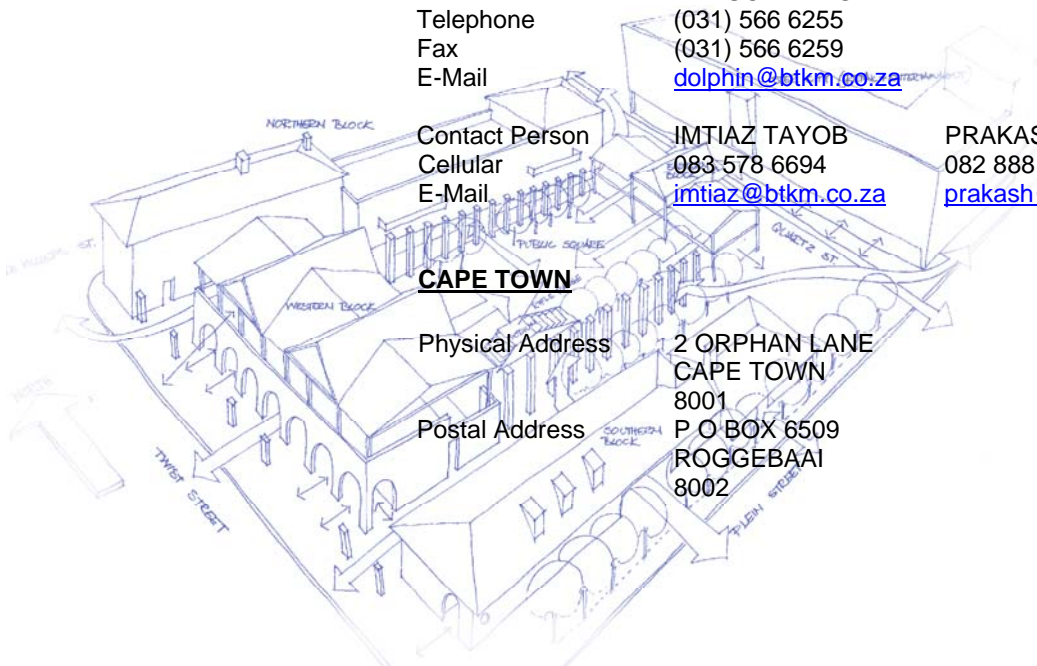 Telephone (031) 566 6255
Fax (031) 566 6259
E-Mail dolphin@btkm.co.za
NORTHERN BLOCK
Contact Person IMTIAZ TAYOB PRAKAS
Cellular 083 578 6694 082 888
E-Mail imtiaz@btkm.co.za prakash
BLOCK
PUBLIC SQUARE
QUARTZ ST
CAPE TOWN
WESTERN BLOCK
Physical Address 2 ORPHAN LANE
CAPE TOWN
8001
NORTH
Postal Address P O BOX 6509
ROGGEBAAI
8002
SOUTHERN
BLOCK
TWIST STREET
PLEIN STREET